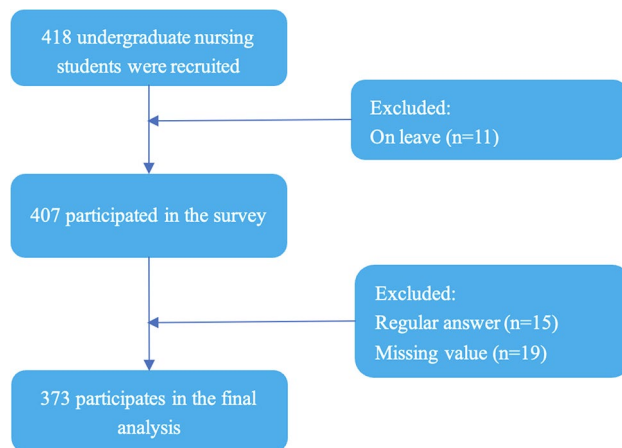 418 undergraduate nursing
students were recruited
Excluded:
On leave (n=11)
407 participated in the survey
Excluded:
Regular answer (n=15)
Missing value (n=19)
373 participates in the final
analysis